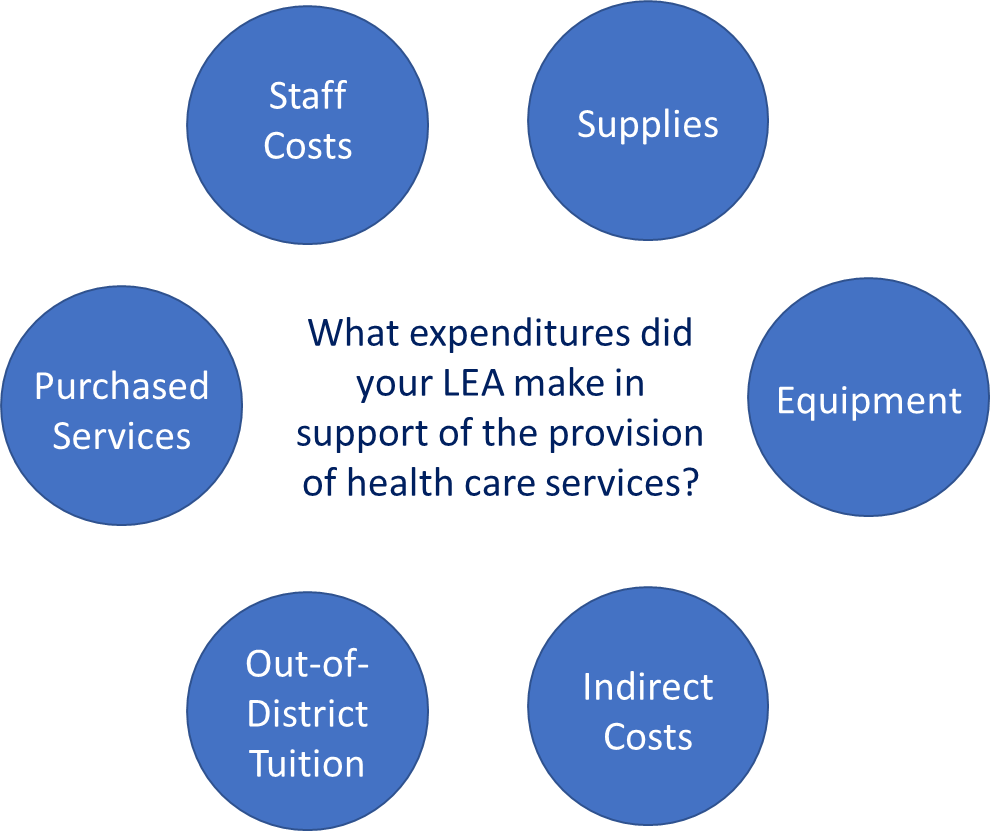 Staff
Costs
Supplies
Purchased
Services
What expenditures did
your LEA make in
support of the provision
of health care services?
Equipment
Out-of-
District
Tuition
Indirect
Costs